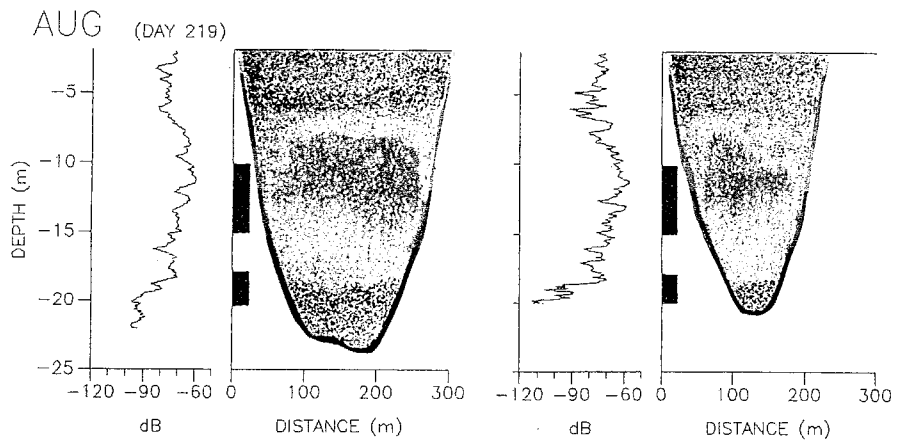 AUG (DAY 219)
DEPTH (m)
−5
−10
−15
−20
−25
−120 −90 −60
dB
0 100 200 300
DISTANCE (m)
−120 −90 −60
dB
0 100 200 300
DISTANCE (m)